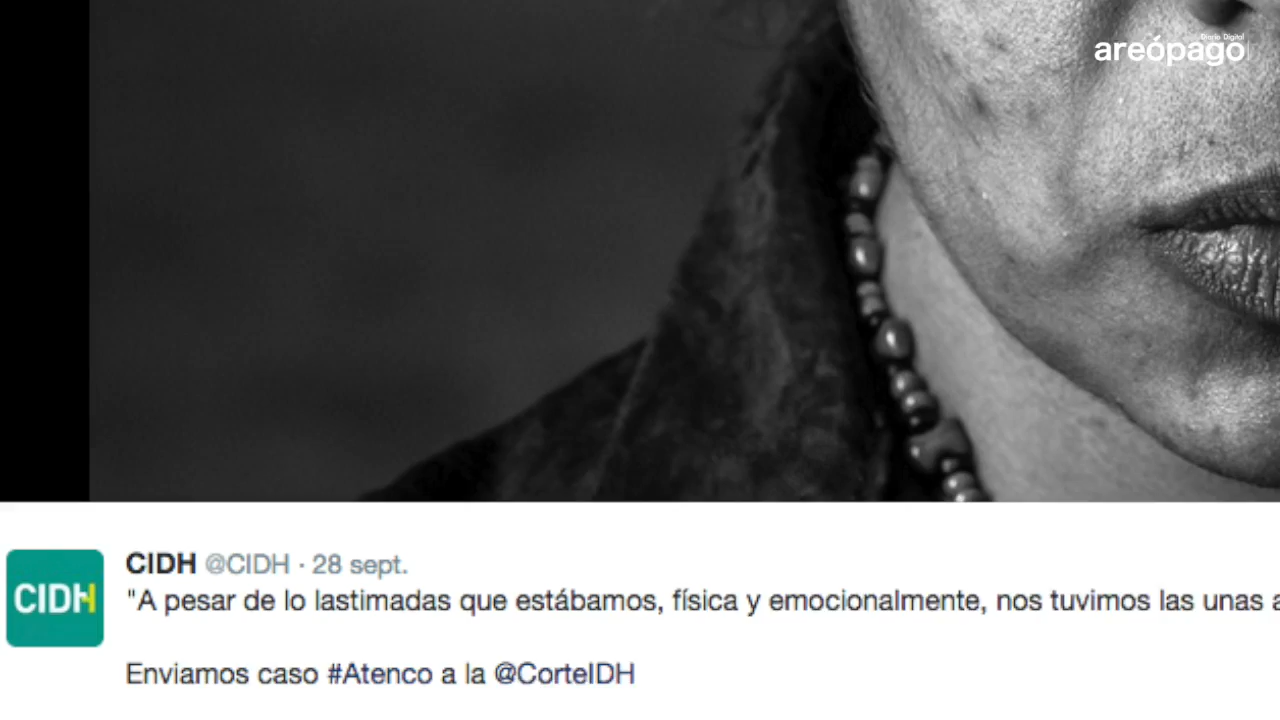 Diario Digital
areópago
CIDH
CIDH @CIDH · 28 sept.
"A pesar de lo lastimadas que estábamos, física y emocionalmente, nos tuvimos las unas a
Enviamos caso #Atenco a la @CorteIDH